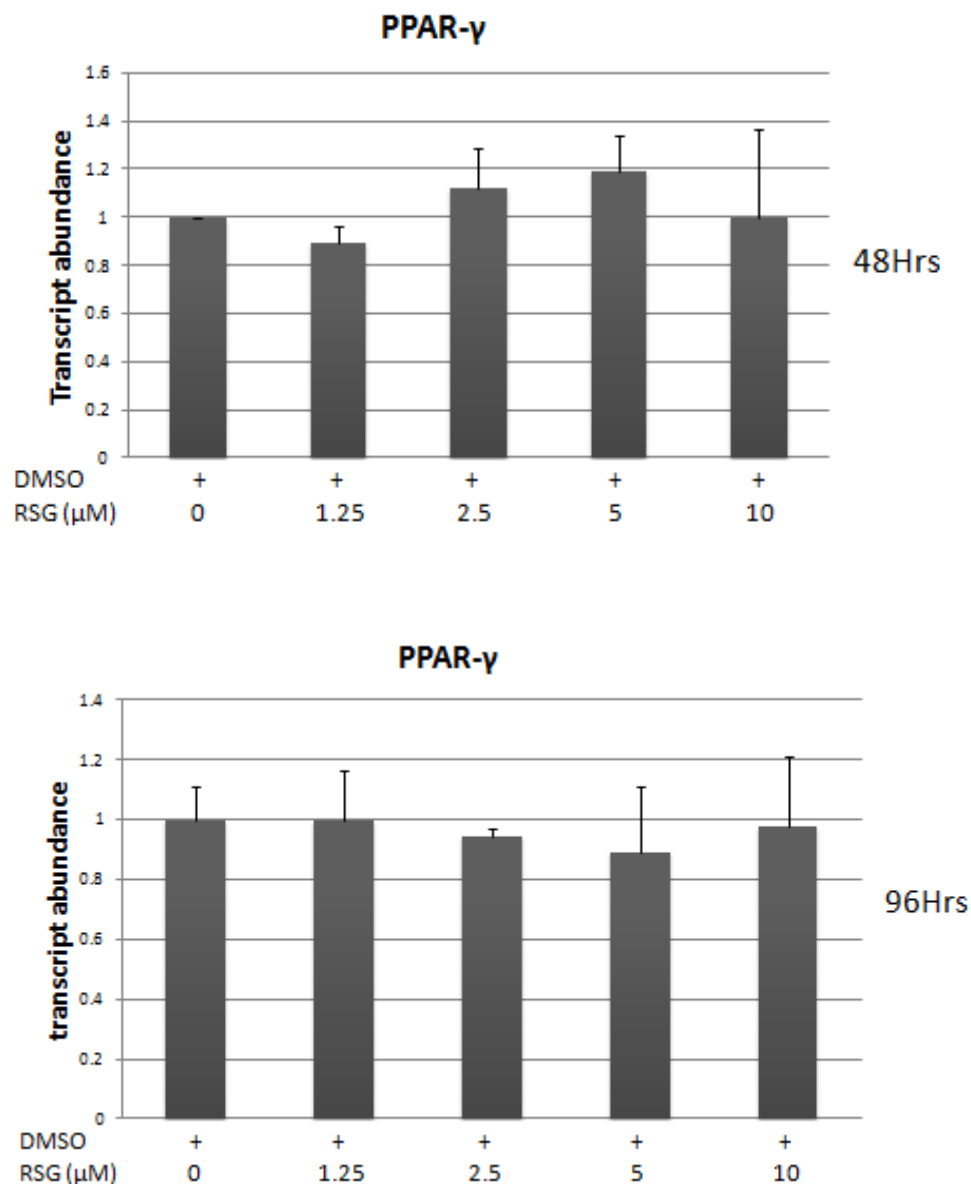 PPAR-γ
1.6
1.4
1.2
1
0.8
0.6
0.4
0.2
0
Transcript abundance
48Hrs
DMSO + + + + +
RSG (µM) 0 1.25 2.5 5 10
PPAR-γ
1.4
1.2
1
0.8
0.6
0.4
0.2
0
transcript abundance
96Hrs
DMSO + + + + +
RSG (µM) 0 1.25 2.5 5 10